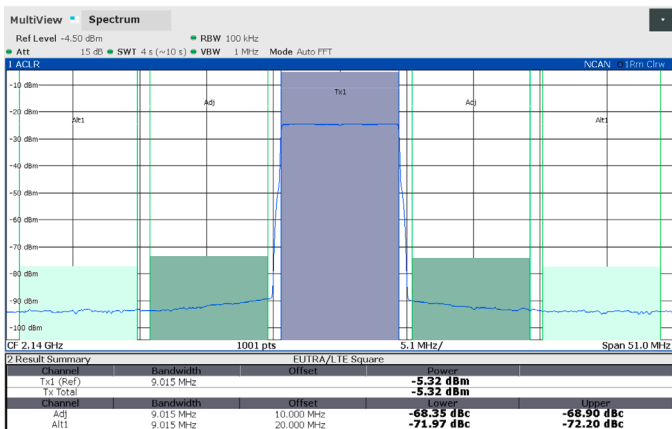 MultiView Spectrum
Ref Level -4.50 dBm RBW 100 kHz
Att 15 dB SWT 4 s (~10 s) VBW 1 MHz Mode Auto FFT
1 ACLR NCAN 1Rm Clrw
-10 dBm
Tx1
Adj Adj
-20 dBm
Alt1 Alt1
-30 dBm
-40 dBm
-50 dBm
-60 dBm
-70 dBm
-80 dBm
-90 dBm
-100 dBm
CF 2.14 GHz 1001 pts 5.1 MHz/ Span 51.0 MHz
2 Result Summary EUTRA/LTE Square
Channel Bandwidth Offset Power
Tx1 (Ref) 9.015 MHz -5.32 dBm
Tx Total -5.32 dBm
Channel Bandwidth Offset Lower Upper
Adj 9.015 MHz 10.000 MHz -68.35 dBc -68.90 dBc
Alt1 9.015 MHz 20.000 MHz -71.97 dBc -72.20 dBc